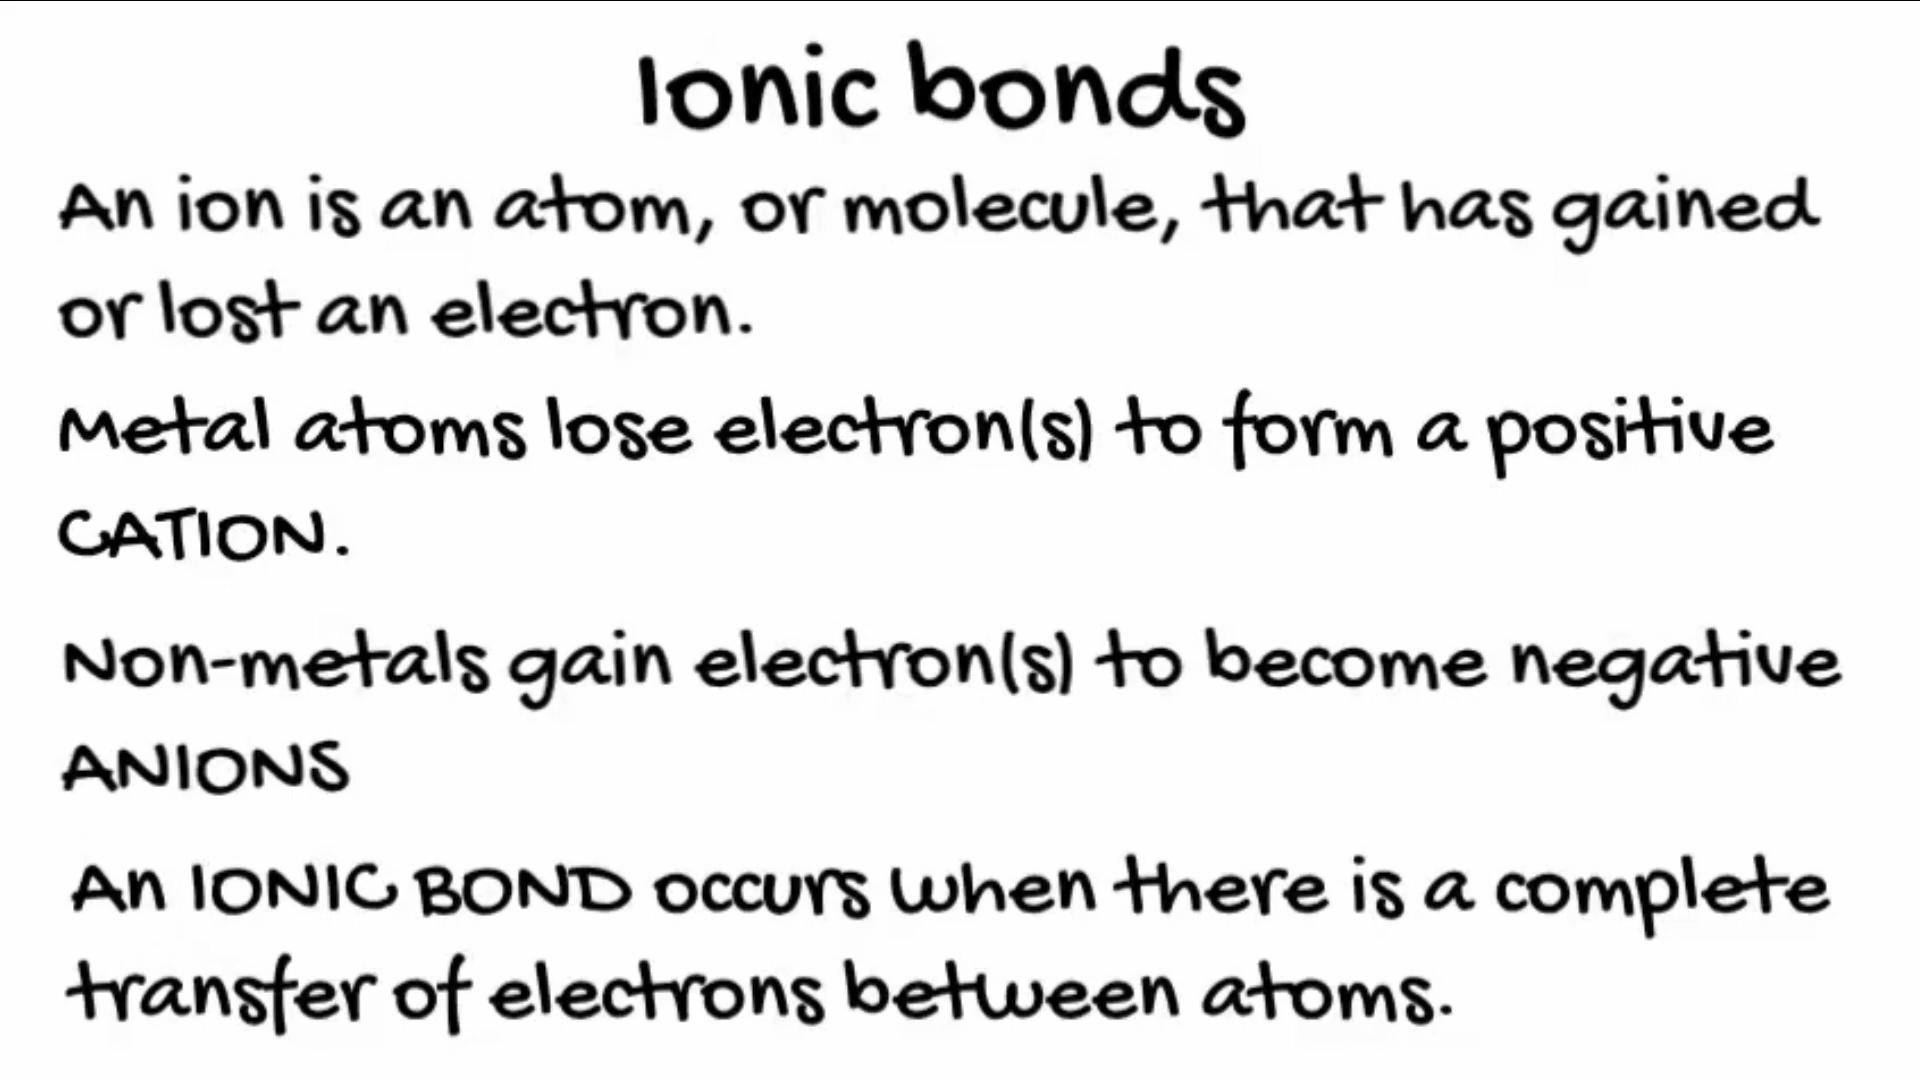 Ionic bonds
An ion is an atom, or molecule, that has gained
or lost an electron.
Metal atoms lose electron(s) to form a positive
CATION.
Non-metals gain electron(s) to become negative
ANIONS
An IONIC BOND occurs when there is a complete
transfer of electrons between atoms.